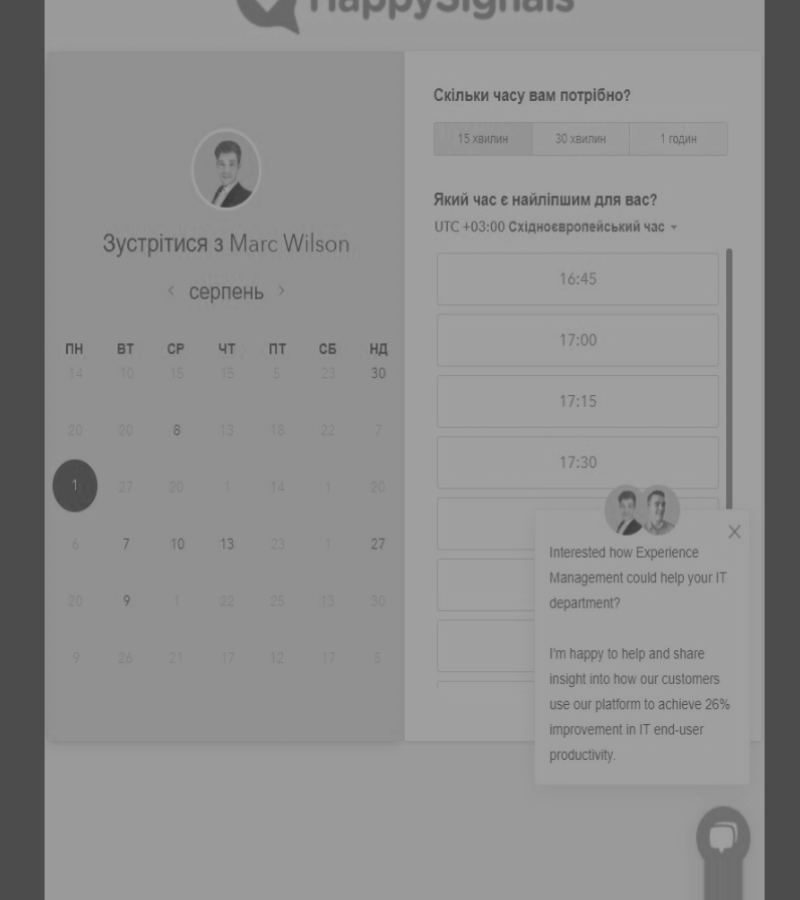 HappySignals
Зустрітися з Marc Wilson
серпень
ПН ВТ СР ЧТ ПТ СБ НД
14 10 15 15 5 23 30
20 20 8 13 18 22 7
1 27 20 1 14 1 20
6 7 10 13 23 1 27
20 9 1 22 25 13 30
9 26 21 17 12 17 5
Скільки часу вам потрібно?
15 хвилин 30 хвилин 1 годин
Який час є найліпшим для вас?
UTC +03:00 Східноєвропейський час
16:45
17:00
17:15
17:30
Interested how Experience
Management could help your IT
department?
I'm happy to help and share
insight into how our customers
use our platform to achieve 26%
improvement in IT end-user
productivity.